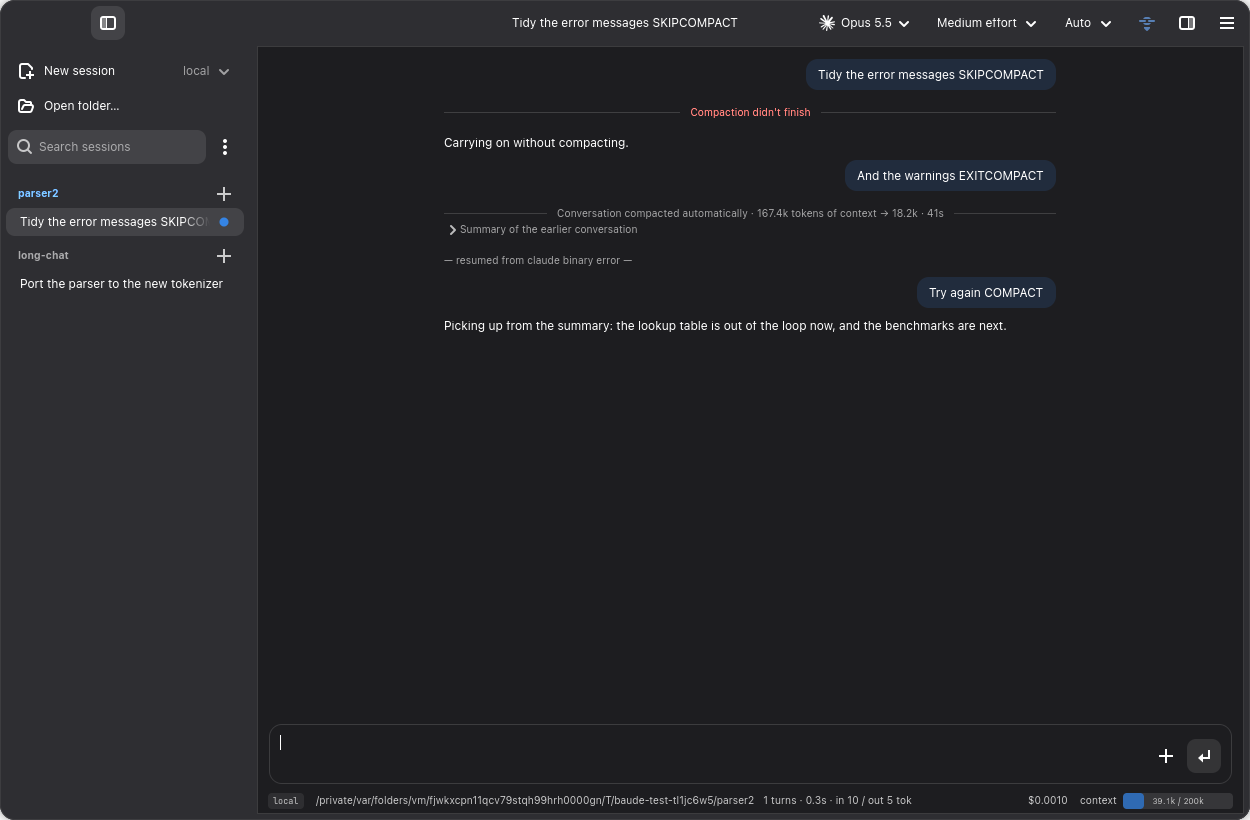 Tidy the error messages SKIPCOMPACT
Opus 5.5
Medium effort
Auto
New session
local
Open folder...
Search sessions
parser2
Tidy the error messages SKIPCO
long-chat
Port the parser to the new tokenizer
Tidy the error messages SKIPCOMPACT
Compaction didn't finish
Carrying on without compacting.
And the warnings EXITCOMPACT
Conversation compacted automatically · 167.4k tokens of context → 18.2k · 41s
Summary of the earlier conversation
— resumed from claude binary error —
Try again COMPACT
Picking up from the summary: the lookup table is out of the loop now, and the benchmarks are next.
local /private/var/folders/vm/fjwkxcpn11qcv79stqh99hrh0000gn/T/baude-test-tl1jc6w5/parser2 1 turns · 0.3s · in 10 / out 5 tok $0.0010 context 39.1k / 200k